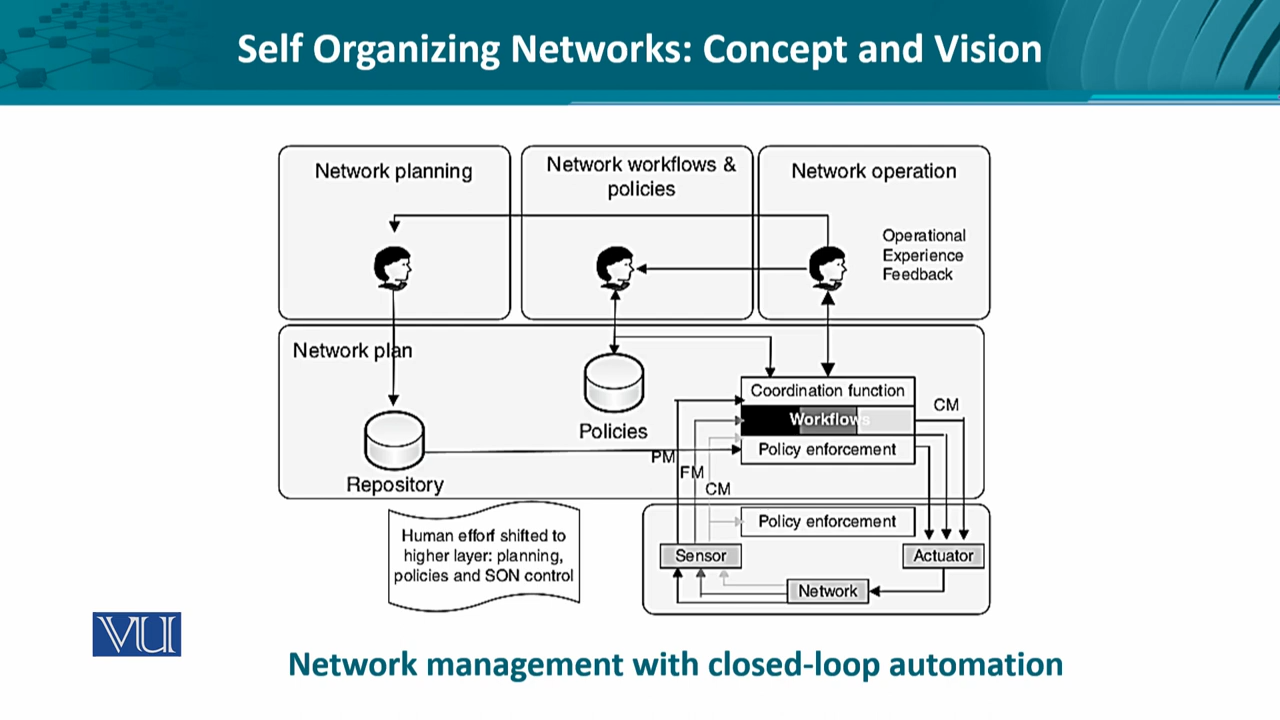 Self Organizing Networks: Concept and Vision
Network planning
Network workflows &
policies
Network operation
Operational
Experience
Feedback
Network plan
Coordination function
Workflows
Policy enforcement
CM
Policies
Repository
PM
FM
CM
Human effort shifted to
higher layer: planning,
policies and SON control
Policy enforcement
Sensor
Actuator
Network
VU
Network management with closed-loop automation